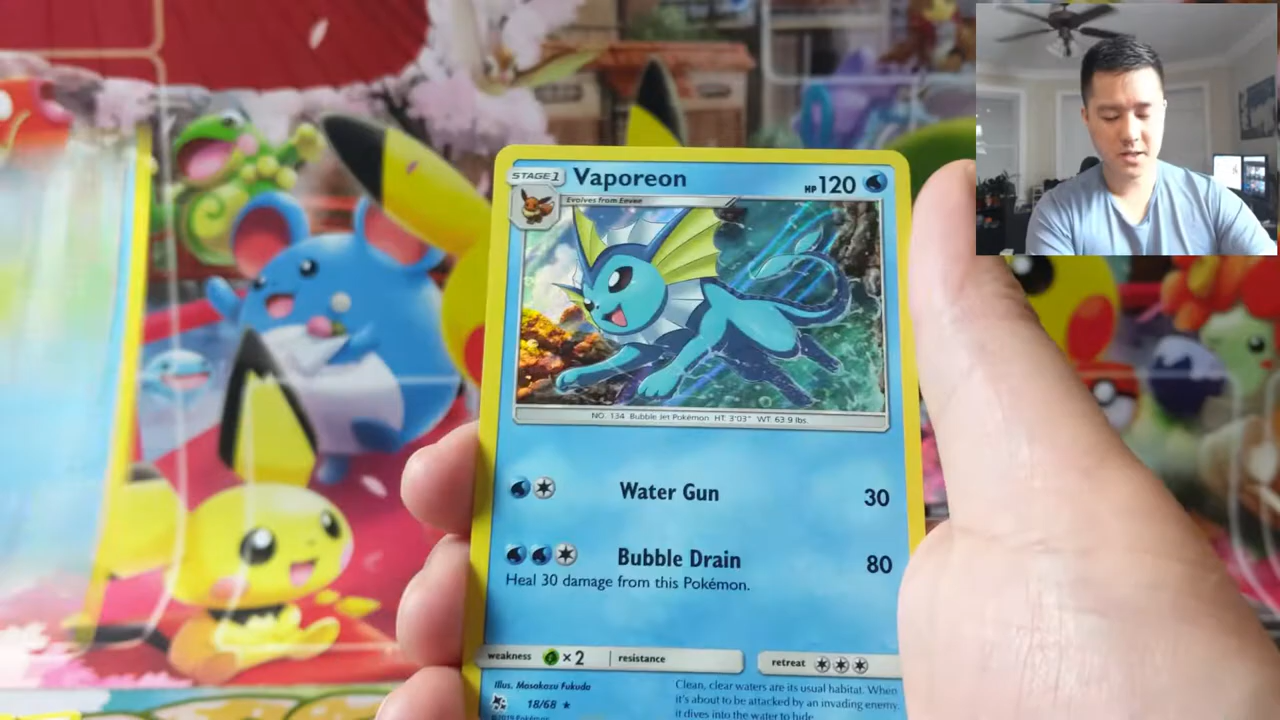 STAGE 1 Vaporeon HP 120
Evolves from Eevee
NO. 134 Bubble Jet Pokémon HT: 3'03" WT: 63.9 lbs.
Water Gun 30
Bubble Drain 80
Heal 30 damage from this Pokémon.
weakness ×2 resistance retreat
Illus. Masakazu Fukuda
18/68 ★
©2019 Pokémon
Clean, clear waters are its usual habitat. When
it's about to be attacked by an invading enemy,
it dives into the water to hide.